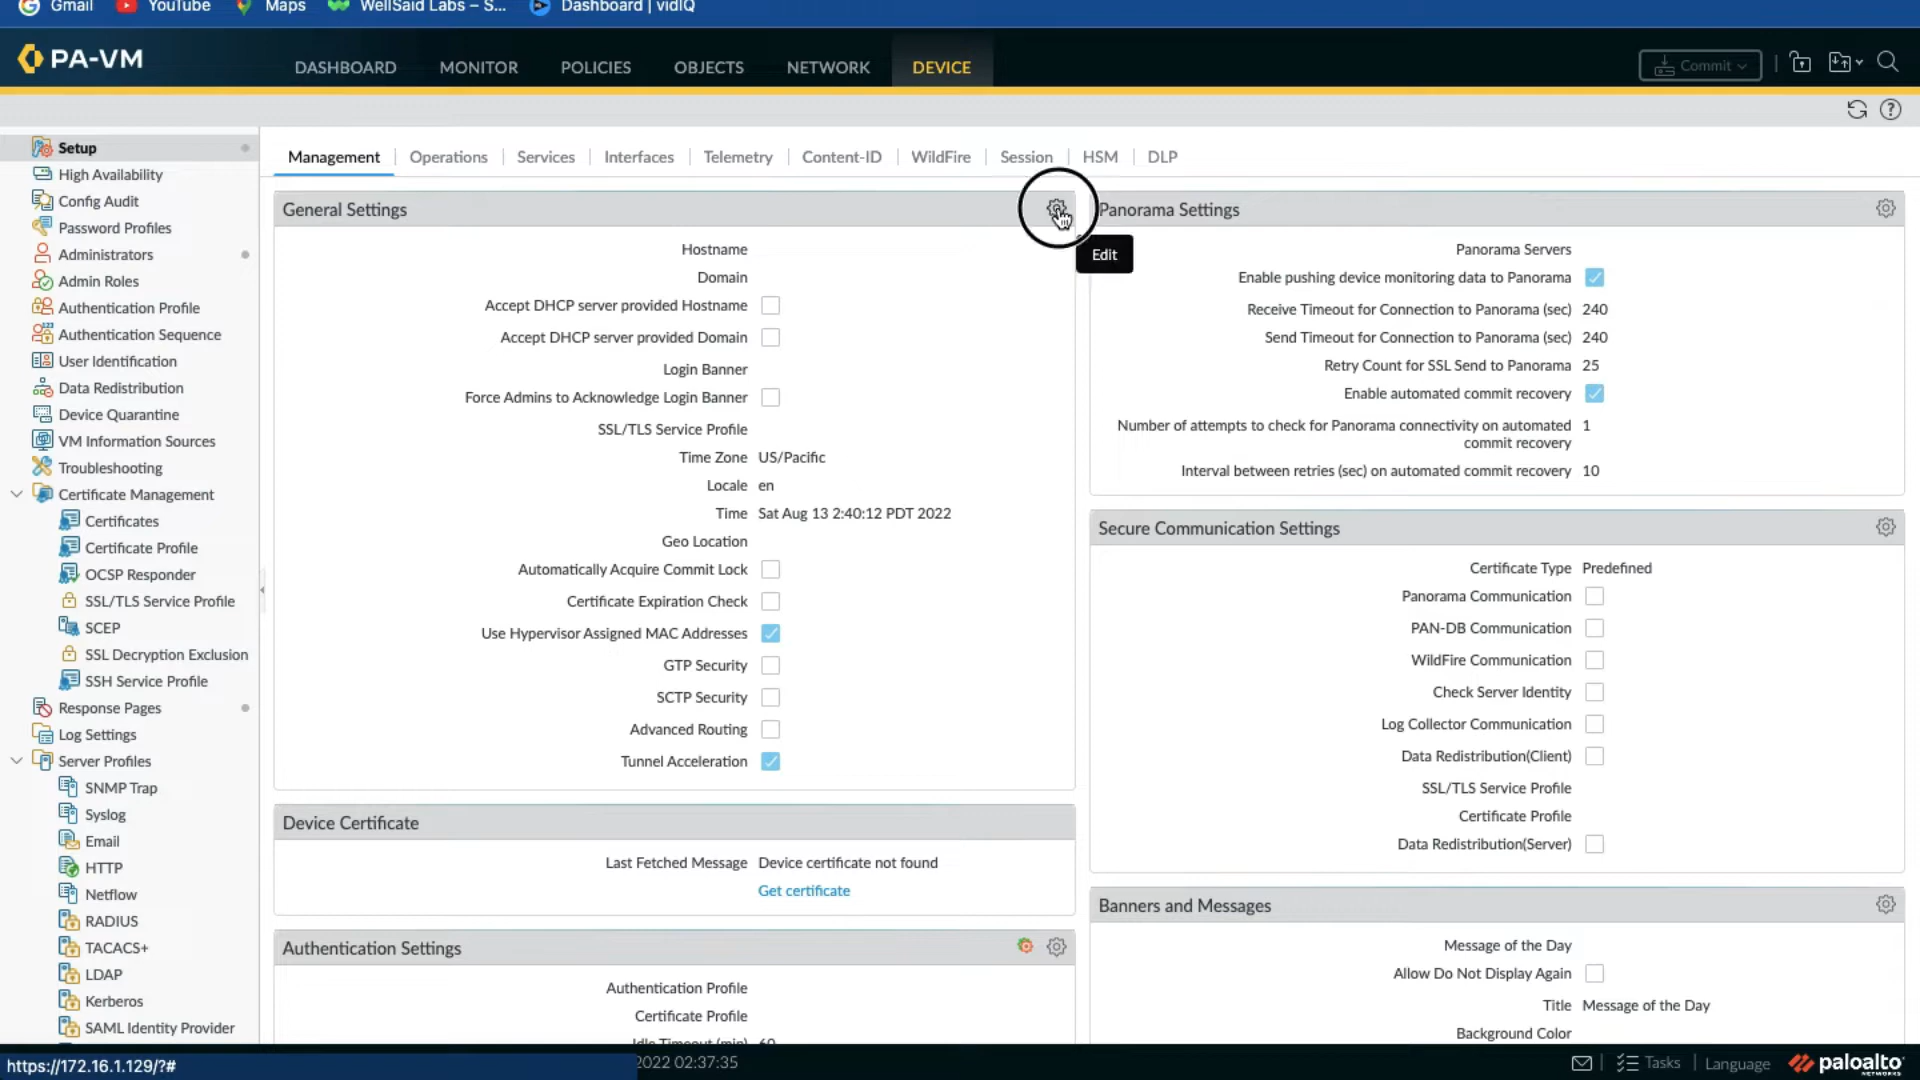 Gmail YouTube Maps WellSaid Labs – S... Dashboard | vidIQ
PA-VM
DASHBOARD MONITOR POLICIES OBJECTS NETWORK DEVICE
Commit
Setup
High Availability
Config Audit
Password Profiles
Administrators
Admin Roles
Authentication Profile
Authentication Sequence
User Identification
Data Redistribution
Device Quarantine
VM Information Sources
Troubleshooting
Certificate Management
Certificates
Certificate Profile
OCSP Responder
SSL/TLS Service Profile
SCEP
SSL Decryption Exclusion
SSH Service Profile
Response Pages
Log Settings
Server Profiles
SNMP Trap
Syslog
Email
HTTP
Netflow
RADIUS
TACACS+
LDAP
Kerberos
SAML Identity Provider
Management Operations Services Interfaces Telemetry Content-ID WildFire Session HSM DLP
General Settings
Edit
Hostname
Domain
Accept DHCP server provided Hostname
Accept DHCP server provided Domain
Login Banner
Force Admins to Acknowledge Login Banner
SSL/TLS Service Profile
Time Zone US/Pacific
Locale en
Time Sat Aug 13 2:40:12 PDT 2022
Geo Location
Automatically Acquire Commit Lock
Certificate Expiration Check
Use Hypervisor Assigned MAC Addresses
GTP Security
SCTP Security
Advanced Routing
Tunnel Acceleration
Device Certificate
Last Fetched Message Device certificate not found
Get certificate
Authentication Settings
Authentication Profile
Certificate Profile
Idle Timeout (min) 60
Panorama Settings
Panorama Servers
Enable pushing device monitoring data to Panorama
Receive Timeout for Connection to Panorama (sec) 240
Send Timeout for Connection to Panorama (sec) 240
Retry Count for SSL Send to Panorama 25
Enable automated commit recovery
Number of attempts to check for Panorama connectivity on automated 1
commit recovery
Interval between retries (sec) on automated commit recovery 10
Secure Communication Settings
Certificate Type Predefined
Panorama Communication
PAN-DB Communication
WildFire Communication
Check Server Identity
Log Collector Communication
Data Redistribution(Client)
SSL/TLS Service Profile
Certificate Profile
Data Redistribution(Server)
Banners and Messages
Message of the Day
Allow Do Not Display Again
Title Message of the Day
Background Color
https://172.16.1.129/?#
2022 02:37:35
Tasks Language paloalto
NETWORKS